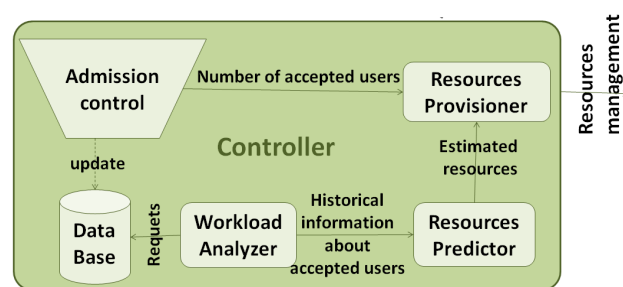 Admission
control
Number of accepted users
Resources
Provisioner
Resources
management
Controller
update
Estimated
resources
Data
Base
Requets
Workload
Analyzer
Historical
information
about
accepted users
Resources
Predictor